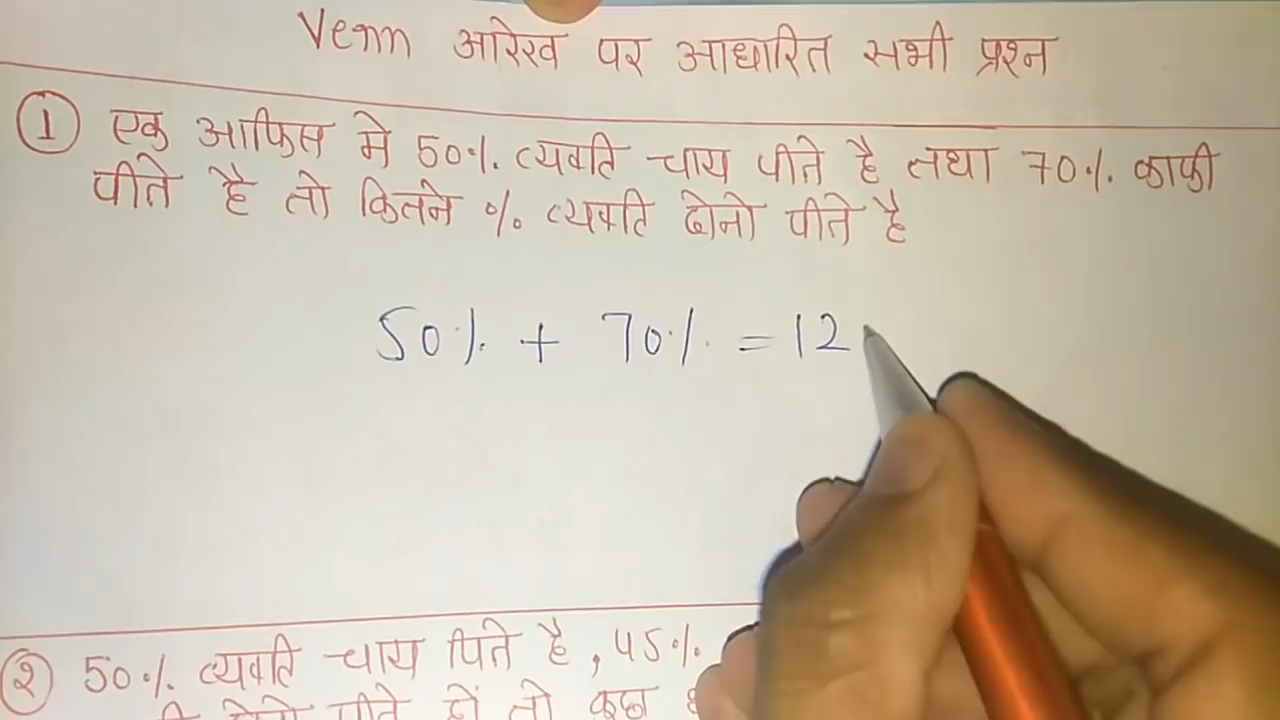 Venn आरेख पर आधारित सभी प्रश्न
① एक आफिस मे 50% व्यक्ति चाय पीते है तथा 70% काफी
पीते है तो कितने % व्यक्ति दोनो पीते है
50% + 70% = 12
② 50% व्यक्ति चाय पिते है, 45%
तो कुछ